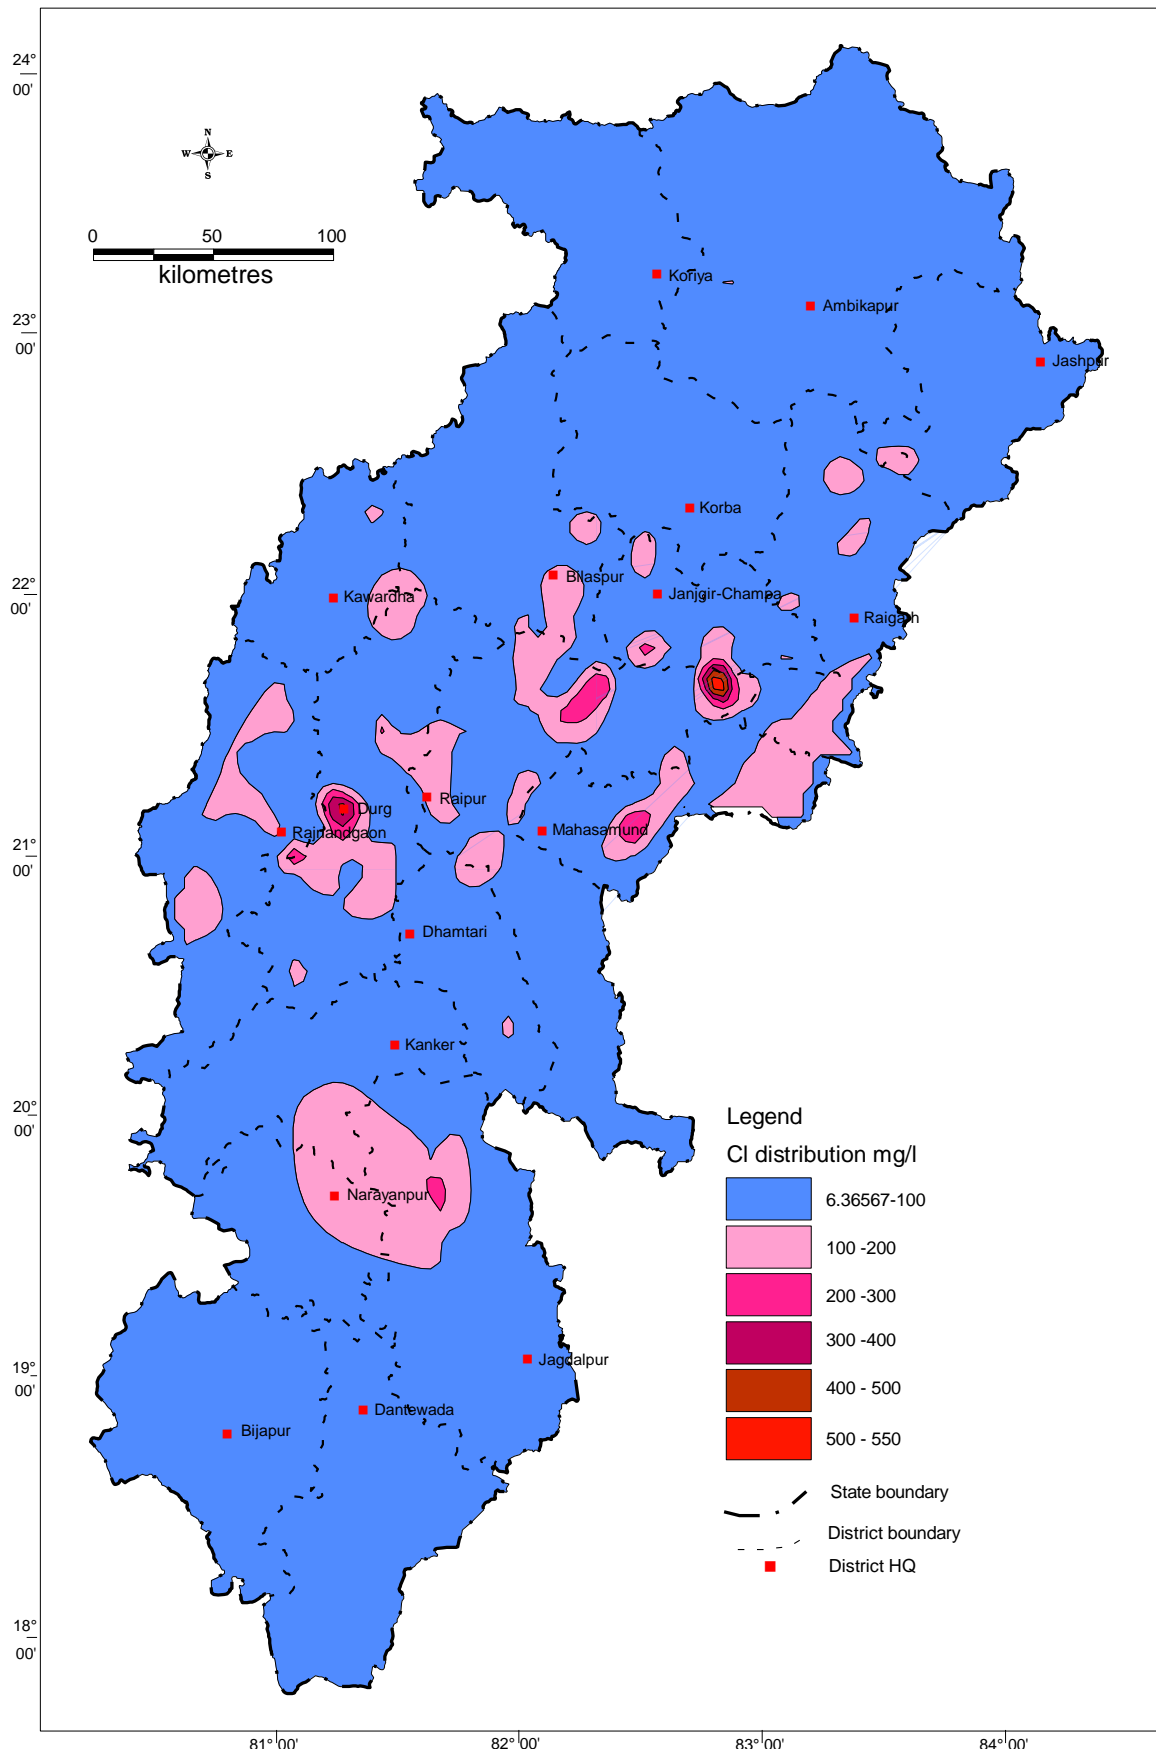 24°
00'
N
W E
S
0 50 100
kilometres
Koriya
Ambikapur
23°
00'
Jashpur
Korba
Bilaspur
22°
00'
Kawardha
Janjgir-Champa
Raigarh
Raipur
Durg
Rajnandgaon
Mahasamund
21°
00'
Dhamtari
Kanker
20°
00'
Narayanpur
Legend
Cl distribution mg/l
6.36567-100
100 -200
200 -300
300 -400
400 - 500
500 - 550
19°
00'
Jagdalpur
Dantewada
Bijapur
State boundary
District boundary
District HQ
18°
00'
81° 00' 82° 00' 83° 00' 84° 00'